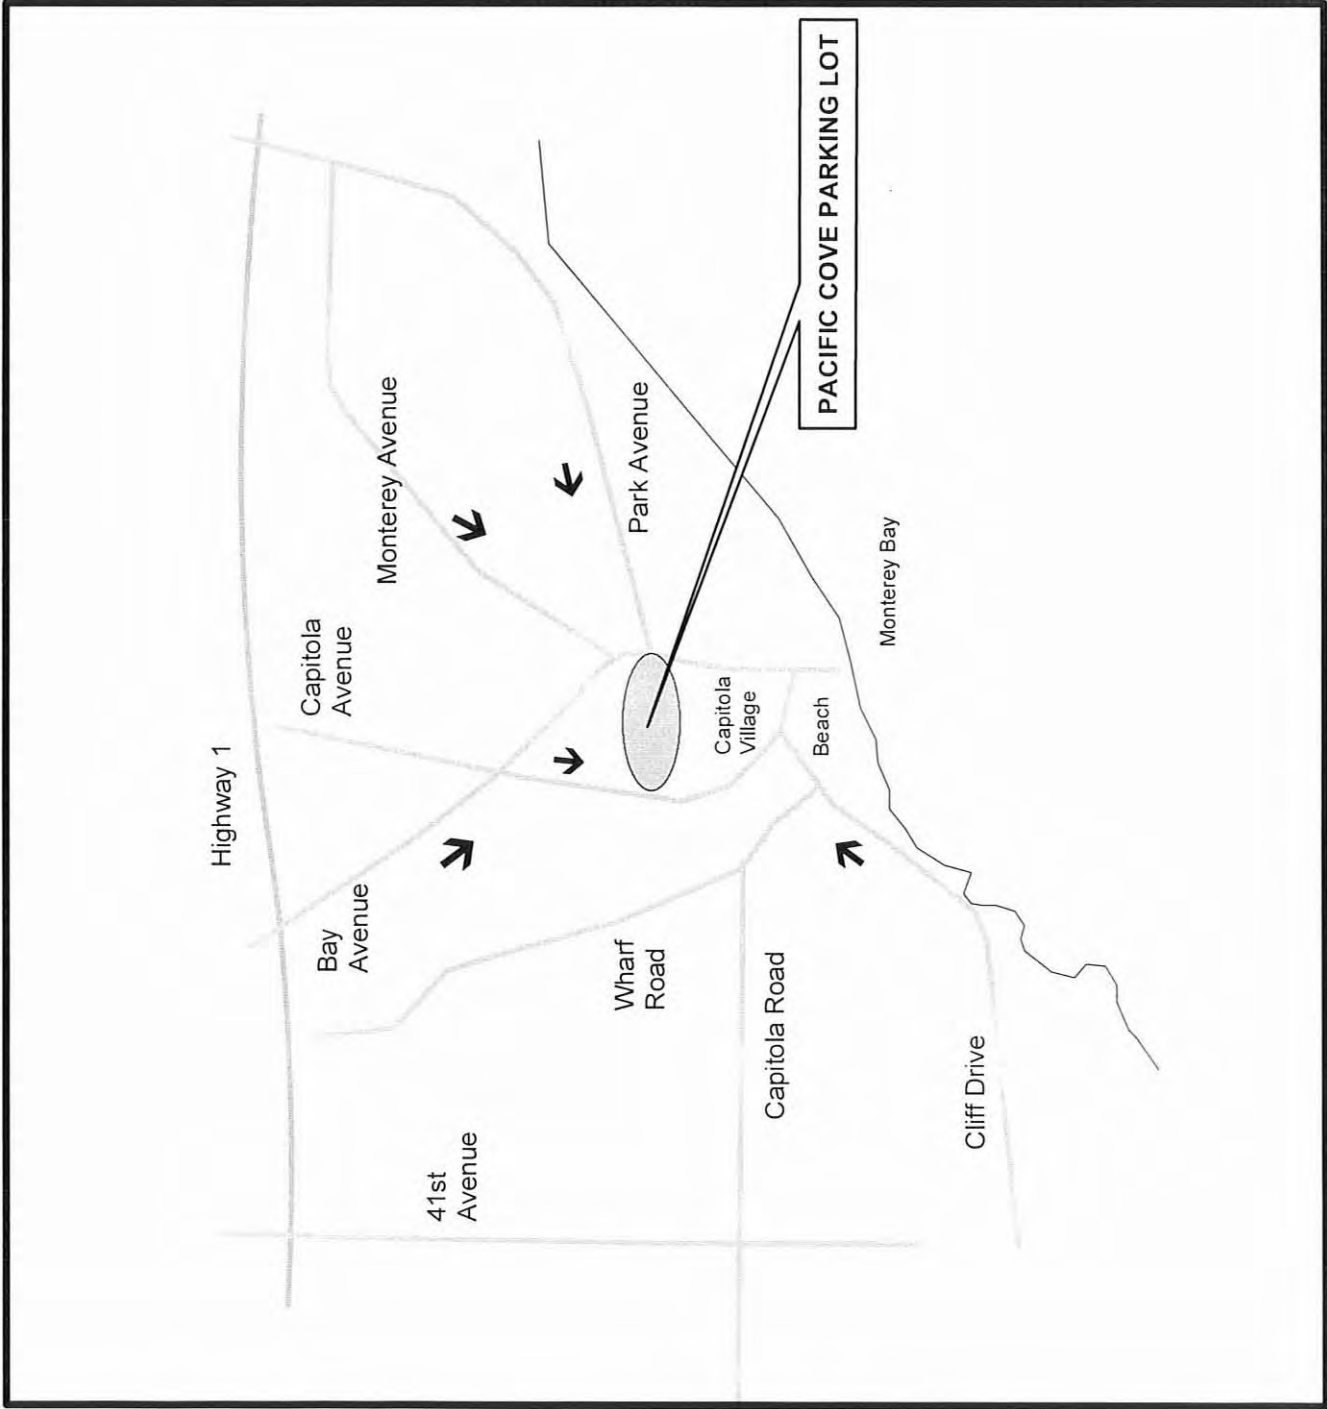 Highway 1
Capitola
Avenue
Monterey Avenue
Bay
Avenue
41st
Avenue
Wharf
Road
Park Avenue
Capitola
Village
Capitola Road
Beach
PACIFIC COVE PARKING LOT
Monterey Bay
Cliff Drive